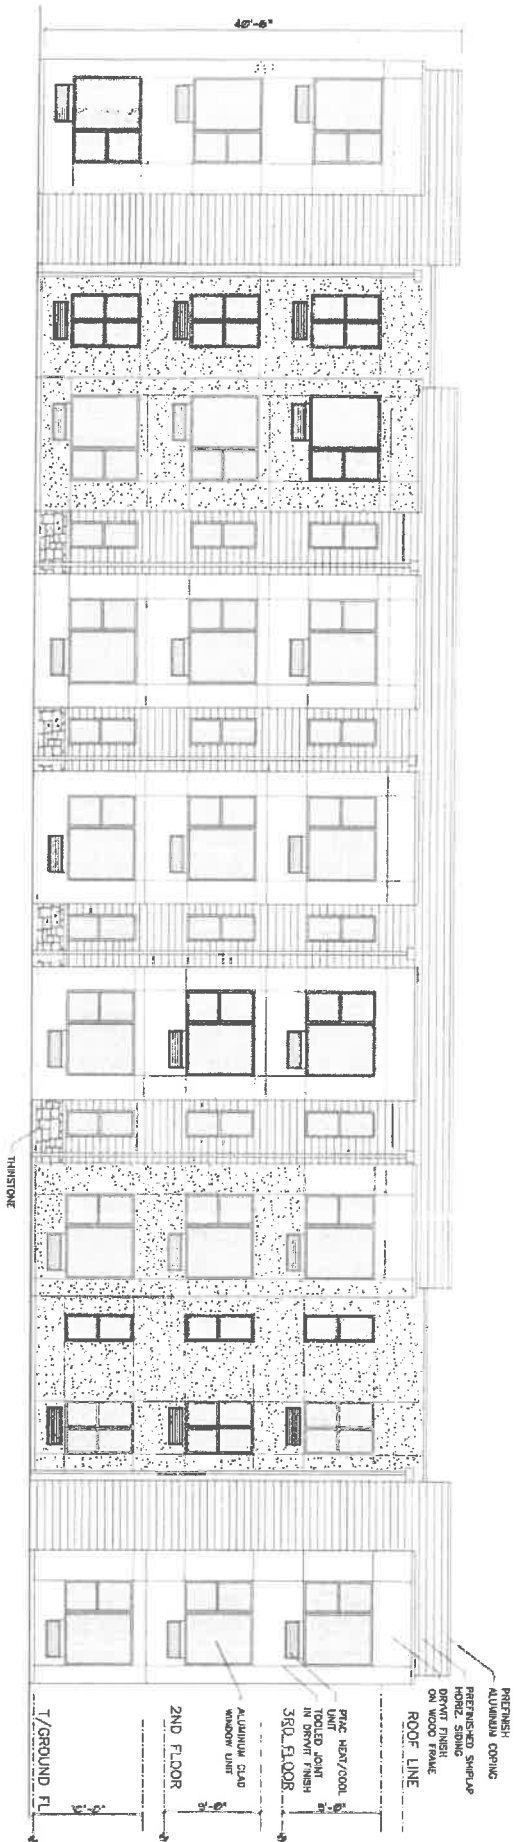 40'-6"
PREFINISH
ALUMINUM COPING
PREFINISHED SHIPLAP
HORIZ. SIDING
DRYVIT FINISH
ON WOOD FRAME
ROOF LINE
PTAC HEAT/COOL
UNIT
TOOLED JOINT
IN DRYVIT FINISH
3RD FLOOR
ALUMINUM CLAD
WINDOW UNIT
2ND FLOOR
T/GROUND FL
THINSTONE